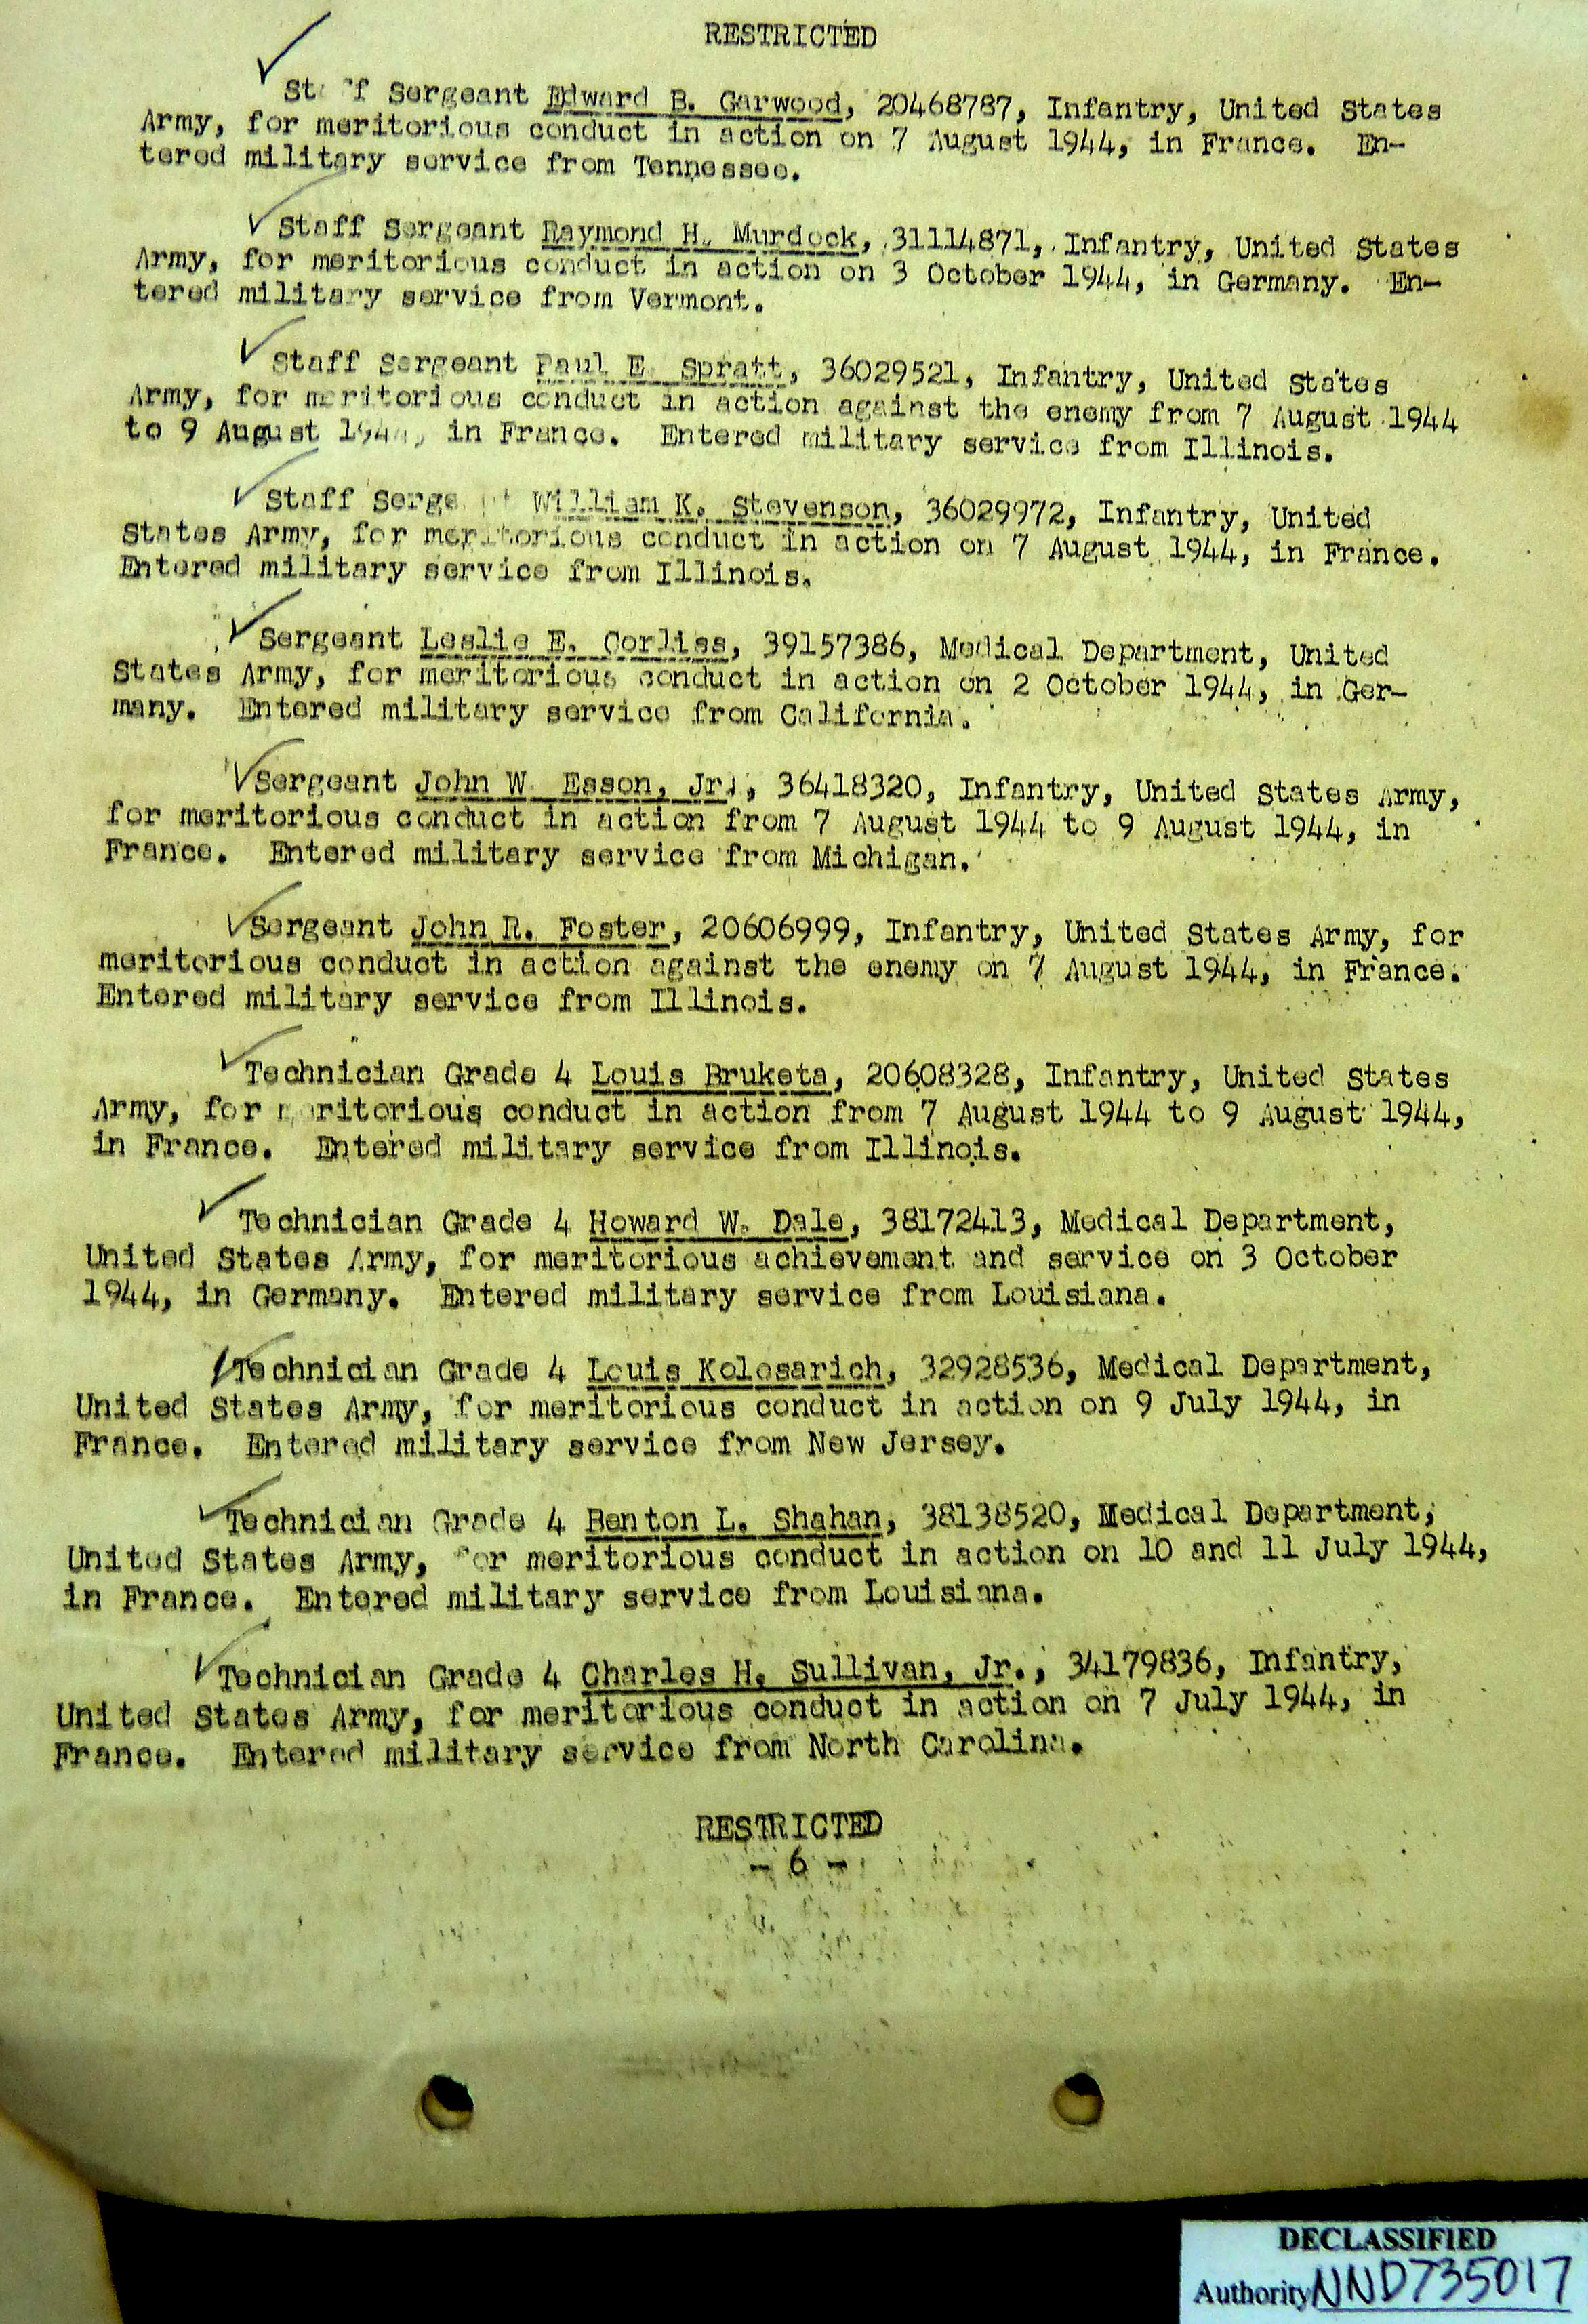 RESTRICTED
Staff Sergeant Edward B. Garwood, 20468787, Infantry, United States
Army, for meritorious conduct in action on 7 August 1944, in France. En-
tered military service from Tennessee.
Staff Sergeant Raymond H. Murdock, 31114871, Infantry, United States
Army, for meritorious conduct in action on 3 October 1944, in Germany. En-
tered military service from Vermont.
Staff Sergeant Paul E. Spratt, 36029521, Infantry, United States
Army, for meritorious conduct in action against the enemy from 7 August 1944
to 9 August 1944, in France. Entered military service from Illinois.
Staff Sergeant William K. Stevenson, 36029972, Infantry, United
States Army, for meritorious conduct in action on 7 August 1944, in France.
Entered military service from Illinois.
Sergeant Leslie E. Corliss, 39157386, Medical Department, United
States Army, for meritorious conduct in action on 2 October 1944, in Ger-
many. Entered military service from California.
Sergeant John W. Esson, Jr., 36418320, Infantry, United States Army,
for meritorious conduct in action from 7 August 1944 to 9 August 1944, in
France. Entered military service from Michigan.
Sergeant John R. Foster, 20606999, Infantry, United States Army, for
meritorious conduct in action against the enemy on 7 August 1944, in France.
Entered military service from Illinois.
Technician Grade 4 Louis Bruketa, 20608328, Infantry, United States
Army, for meritorious conduct in action from 7 August 1944 to 9 August 1944,
in France. Entered military service from Illinois.
Technician Grade 4 Howard W. Dale, 38172413, Medical Department,
United States Army, for meritorious achievement and service on 3 October
1944, in Germany. Entered military service from Louisiana.
Technician Grade 4 Louis Kolosarich, 32928536, Medical Department,
United States Army, for meritorious conduct in action on 9 July 1944, in
France. Entered military service from New Jersey.
Technician Grade 4 Benton L. Shahan, 38138520, Medical Department,
United States Army, for meritorious conduct in action on 10 and 11 July 1944,
in France. Entered military service from Louisiana.
Technician Grade 4 Charles H. Sullivan, Jr., 34179836, Infantry,
United States Army, for meritorious conduct in action on 7 July 1944, in
France. Entered military service from North Carolina.
RESTRICTED
- 6 -
DECLASSIFIED
Authority NND735017